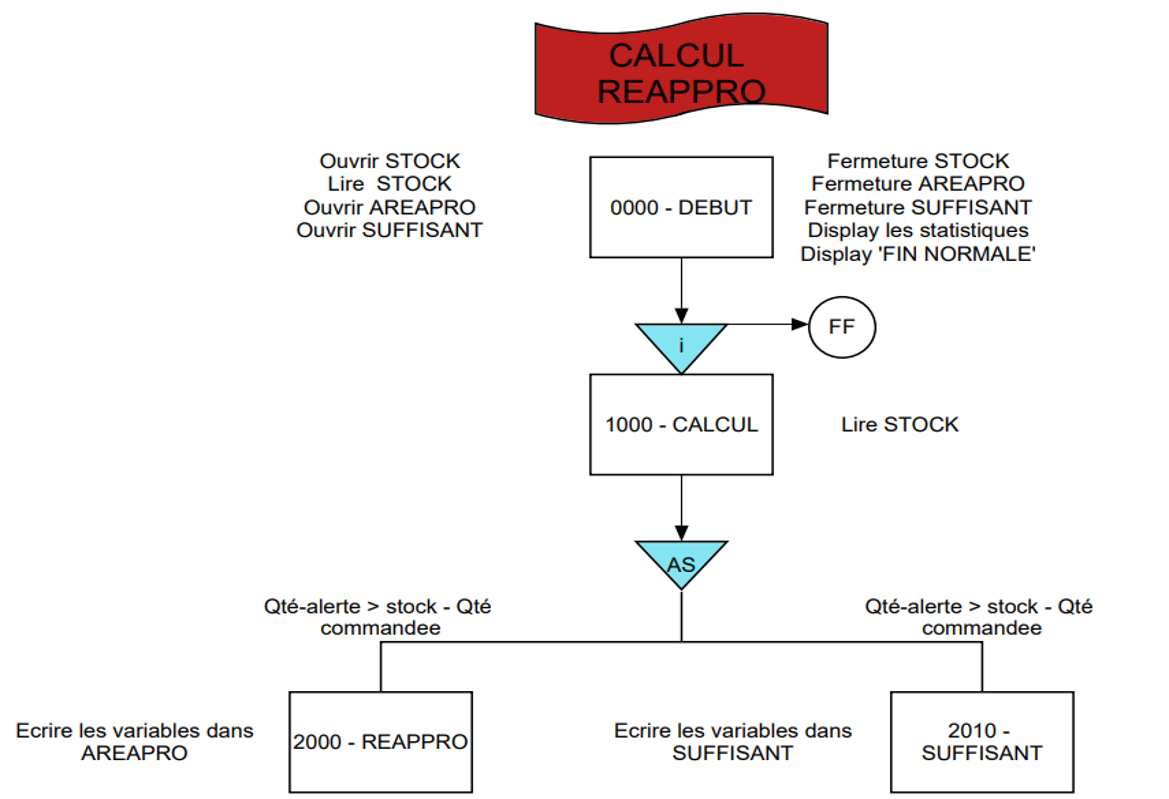 CALCUL
REAPPRO
Ouvrir STOCK
Lire STOCK
Ouvrir AREAPRO
Ouvrir SUFFISANT
0000 - DEBUT
Fermeture STOCK
Fermeture AREAPRO
Fermeture SUFFISANT
Display les statistiques
Display 'FIN NORMALE'
i
FF
1000 - CALCUL
Lire STOCK
AS
Qté-alerte > stock - Qté
commandee
Qté-alerte > stock - Qté
commandee
Ecrire les variables dans
AREAPRO
2000 - REAPPRO
Ecrire les variables dans
SUFFISANT
2010 -
SUFFISANT